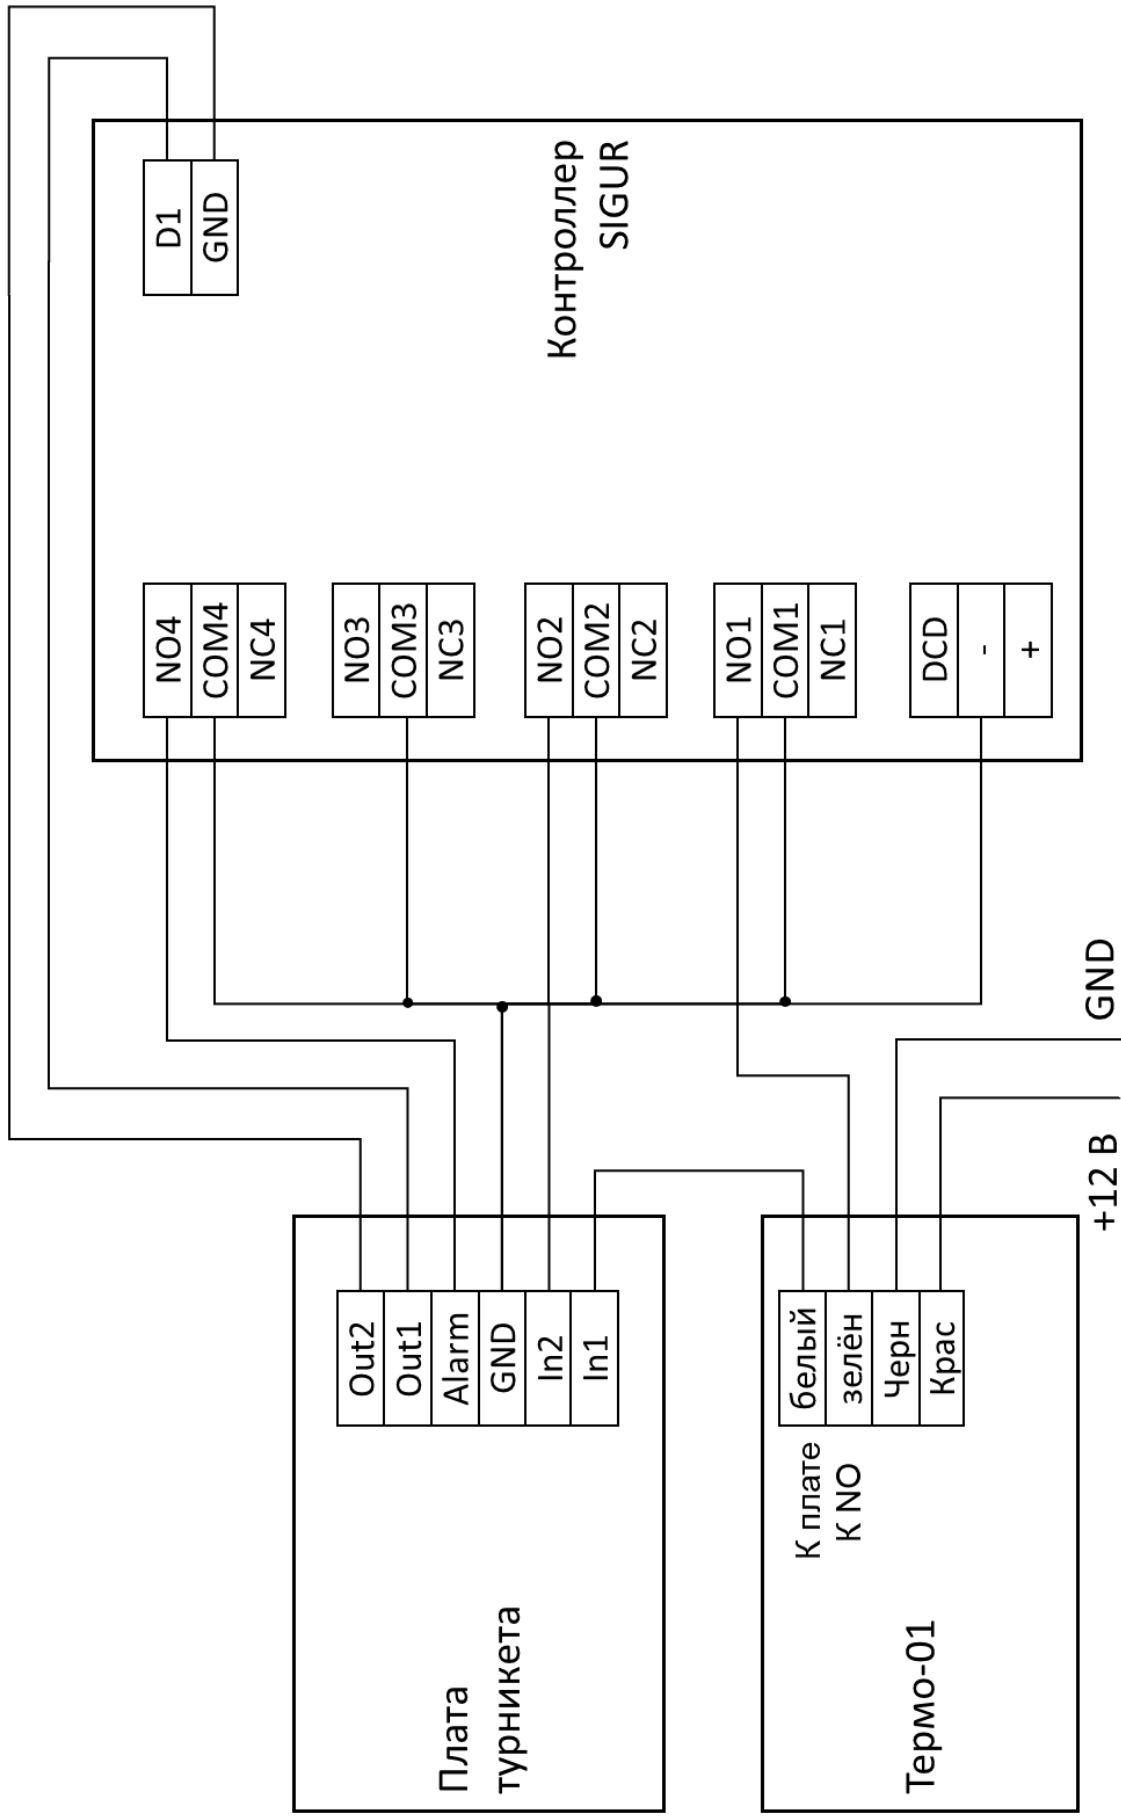 Контроллер
SIGUR
D1
GND
NO4
COM4
NC4
NO3
COM3
NC3
NO2
COM2
NC2
NO1
COM1
NC1
DCD
-
+
GND
+12 В
Плата
турникета
Out2
Out1
Alarm
GND
In2
In1
Термо-01
К плате
К NO
белый
зелён
Черн
Крас